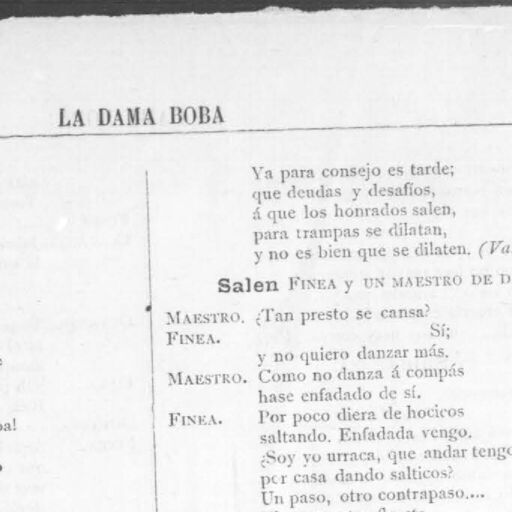 LA DAMA BOBA
Ya para consejo es tarde;
que deudas y desafíos,
á que los honrados salen,
para trampas se dilatan,
y no es bien que se dilaten. (Va
Salen FINEA y UN MAESTRO DE D
MAESTRO. ¿Tan presto se cansa?
FINEA. Sí;
y no quiero danzar más.
MAESTRO. Como no danza á compás
hase enfadado de sí.
FINEA. Por poco diera de hocicos
saltando. Enfadada vengo.
¿Soy yo urraca, que andar tengo
por casa dando salticos?
Un paso, otro contrapaso....